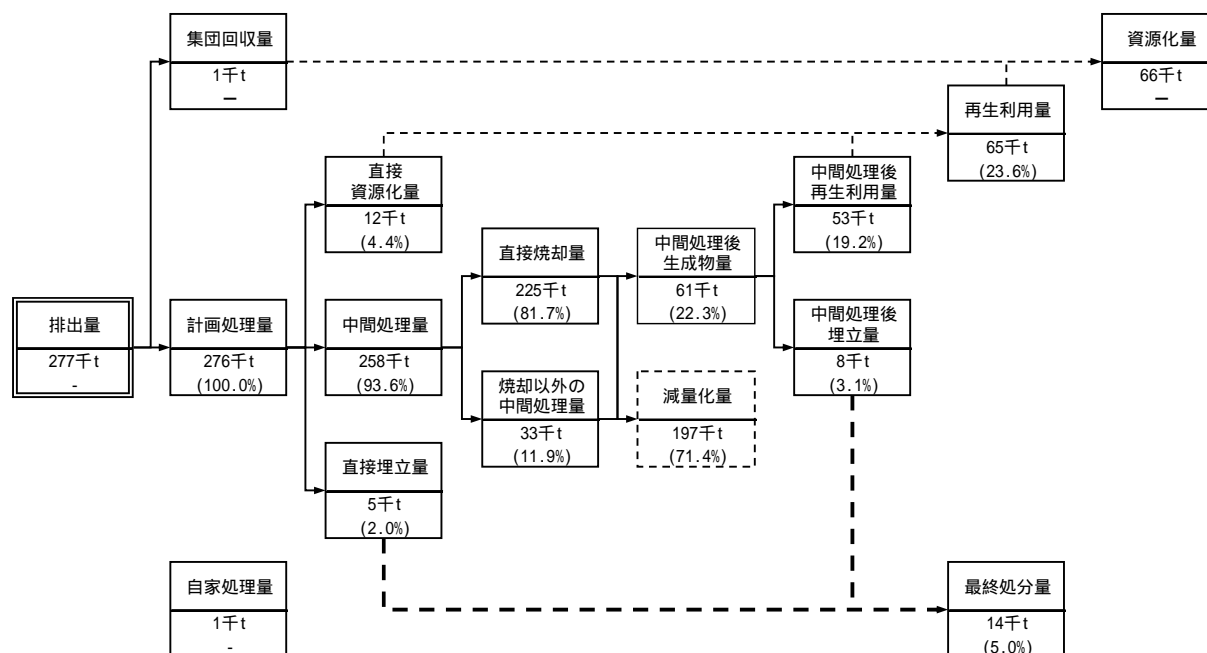 集団回収量
1千t
－
資源化量
66千t
－
再生利用量
65千t
(23.6%)
直接
資源化量
12千t
(4.4%)
中間処理後
再生利用量
53千t
(19.2%)
直接焼却量
225千t
(81.7%)
中間処理後
生成物量
61千t
(22.3%)
排出量
277千t
-
計画処理量
276千t
(100.0%)
中間処理量
258千t
(93.6%)
中間処理後
埋立量
8千t
(3.1%)
焼却以外の
中間処理量
33千t
(11.9%)
減量化量
197千t
(71.4%)
直接埋立量
5千t
(2.0%)
自家処理量
1千t
-
最終処分量
14千t
(5.0%)